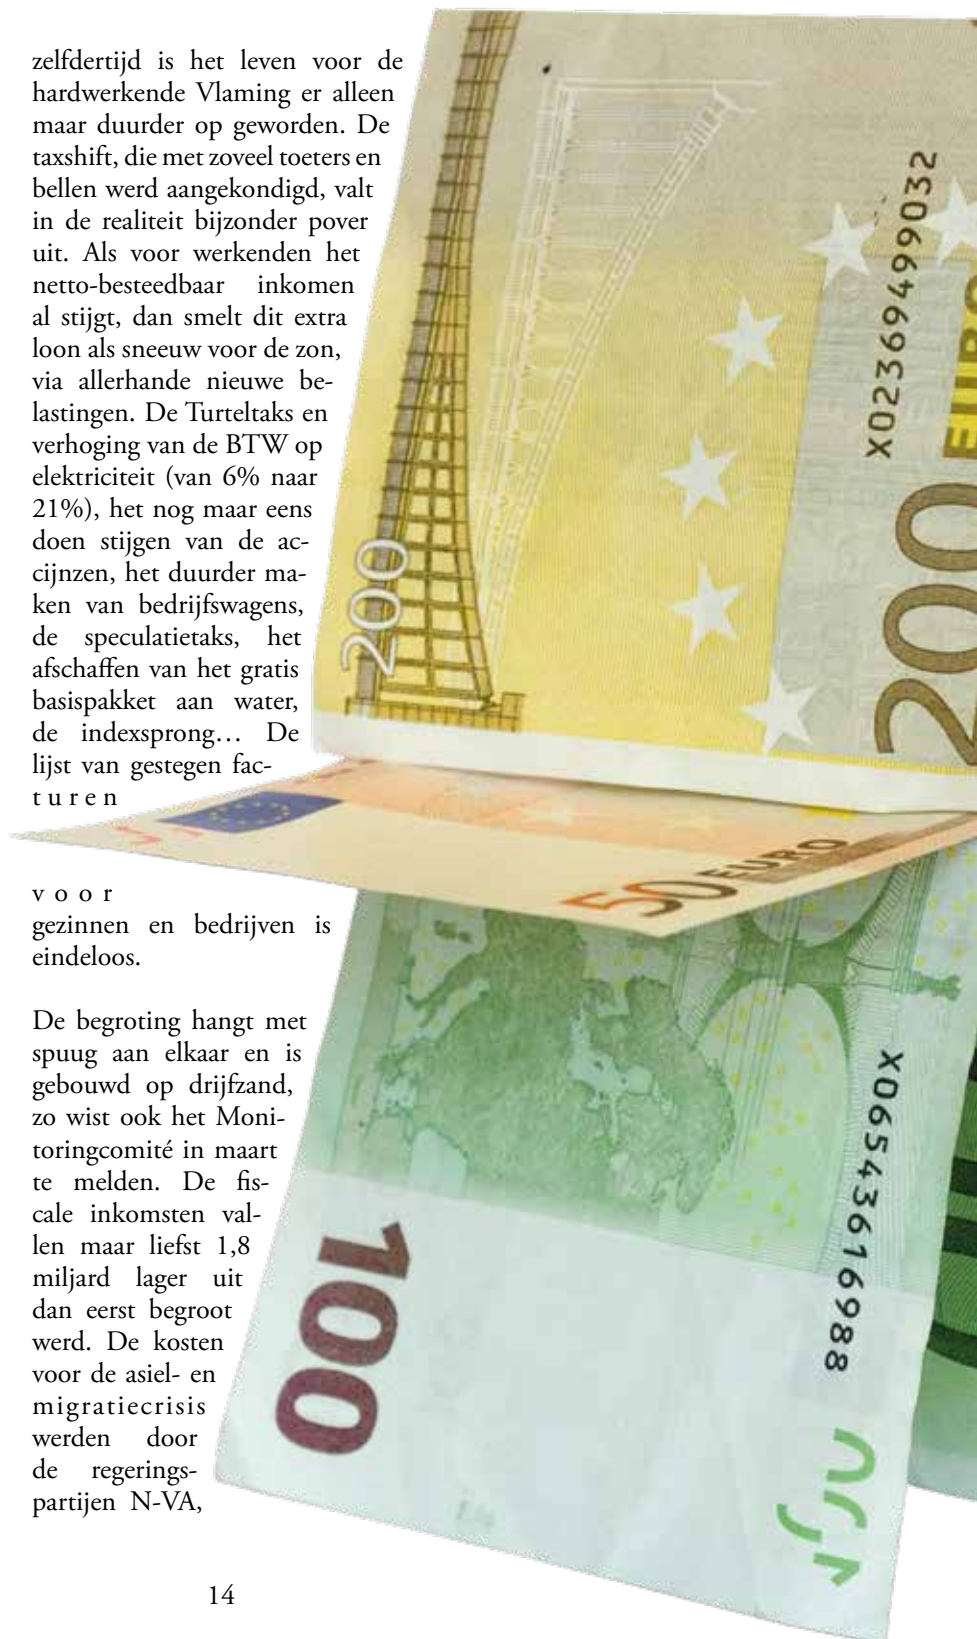 zelfdertijd is het leven voor de
hardwerkende Vlaming er alleen
maar duurder op geworden. De
taxshift, die met zoveel toeters en
bellen werd aangekondigd, valt
in de realiteit bijzonder pover
uit. Als voor werkenden het
netto-besteedbaar inkomen
al stijgt, dan smelt dit extra
loon als sneeuw voor de zon,
via allerhande nieuwe be-
lastingen. De Turteltaks en
verhoging van de BTW op
elektriciteit (van 6% naar
21%), het nog maar eens
doen stijgen van de ac-
cijnzen, het duurder ma-
ken van bedrijfswagens,
de speculatietaks, het
afschaffen van het gratis
basispakket aan water,
de indexsprong… De
lijst van gestegen fac-
turen
voor
gezinnen en bedrijven is
eindeloos.
De begroting hangt met
spuug aan elkaar en is
gebouwd op drijfzand,
zo wist ook het Moni-
toringcomité in maart
te melden. De fis-
cale inkomsten val-
len maar liefst 1,8
miljard lager uit
dan eerst begroot
werd. De kosten
voor de asiel- en
migratiecrisis
werden door
de regerings-
partijen N-VA,
14
200
X02369499032
200 EURO
50 EURO
X06543616988
100